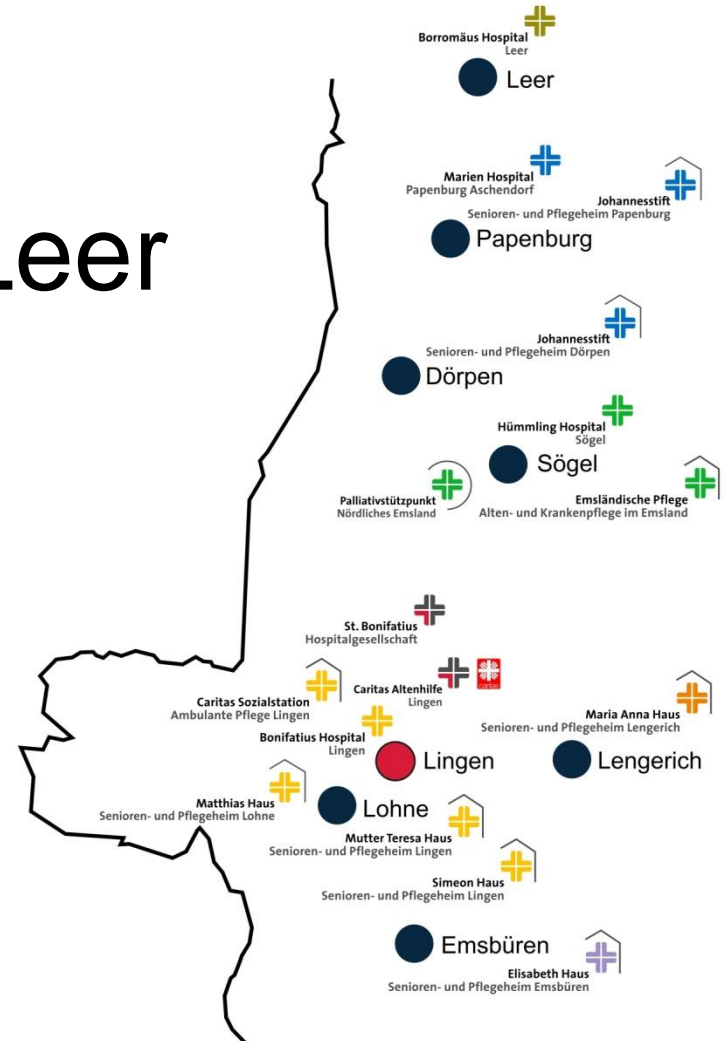 Borromäus Hospital
Leer
Leer
Marien Hospital
Papenburg Aschendorf
Johannesstift
Senioren- und Pflegeheim Papenburg
Papenburg
Leer
Johannesstift
Senioren- und Pflegeheim Dörpen
Dörpen
Hümmling Hospital
Sögel
Sögel
Palliativstützpunkt
Nördliches Emsland
Emsländische Pflege
Alten- und Krankenpflege im Emsland
St. Bonifatius
Hospitalgesellschaft
Caritas Sozialstation
Ambulante Pflege Lingen
Caritas Altenhilfe
Lingen
caritas
Bonifatius Hospital
Lingen
Lingen
Maria Anna Haus
Senioren- und Pflegeheim Lengerich
Lengerich
Matthias Haus
Senioren- und Pflegeheim Lohne
Lohne
Mutter Teresa Haus
Senioren- und Pflegeheim Lingen
Simeon Haus
Senioren- und Pflegeheim Lingen
Emsbüren
Elisabeth Haus
Senioren- und Pflegeheim Emsbüren